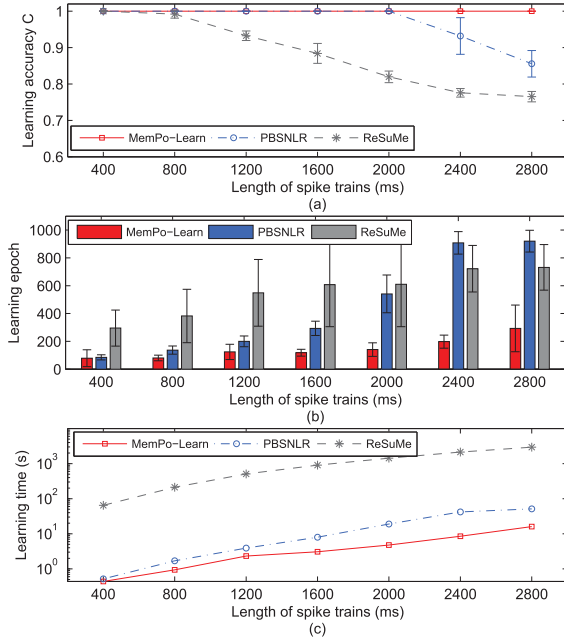 1
0.9
0.8
0.7
0.6
Learning accuracy C
MemPo−Learn PBSNLR ReSuMe
400 800 1200 1600 2000 2400 2800
Length of spike trains (ms)
(a)
1000
800
600
400
200
0
Learning epoch
MemPo−Learn PBSNLR ReSuMe
400 800 1200 1600 2000 2400 2800
Length of spike trains (ms)
(b)
10^3
10^2
10^1
10^0
Learning time (s)
MemPo−Learn PBSNLR ReSuMe
400 800 1200 1600 2000 2400 2800
Length of spike trains (ms)
(c)